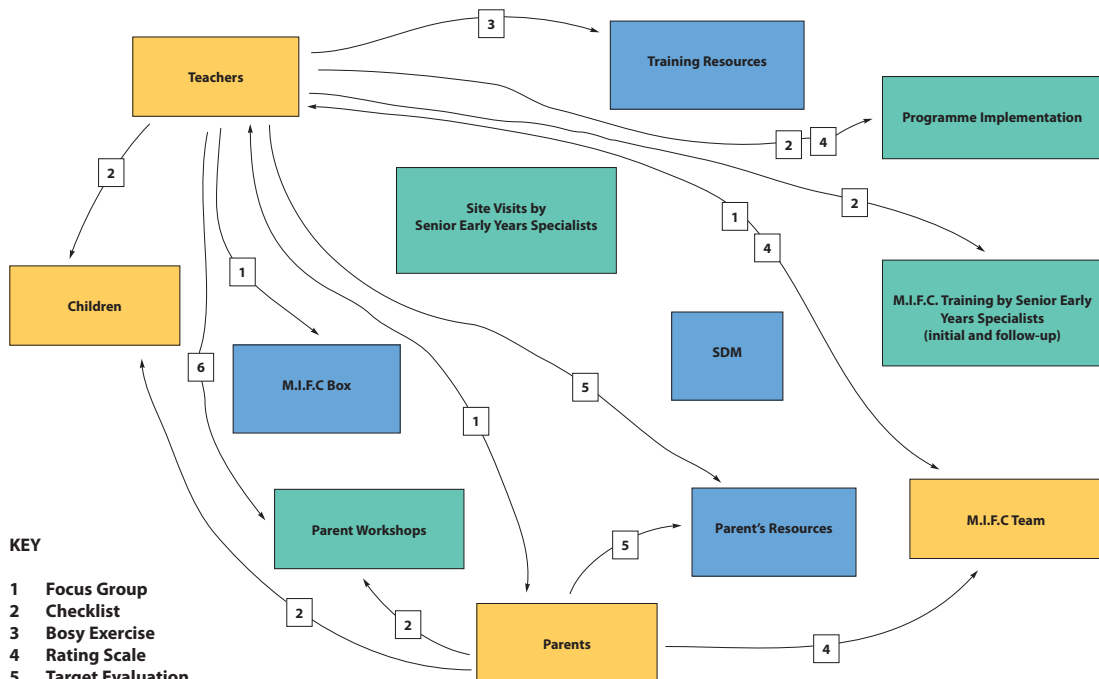 3
Teachers
Training Resources
Programme Implementation
2
4
2
Site Visits by
Senior Early Years Specialists
2
1
4
Children
1
M.I.F.C. Training by Senior Early
Years Specialists
(initial and follow-up)
SDM
6
M.I.F.C Box
5
1
Parent Workshops
Parent's Resources
M.I.F.C Team
5
2
2
Parents
4
KEY
1 Focus Group
2 Checklist
3 Bosy Exercise
4 Rating Scale
5 Target Evaluation